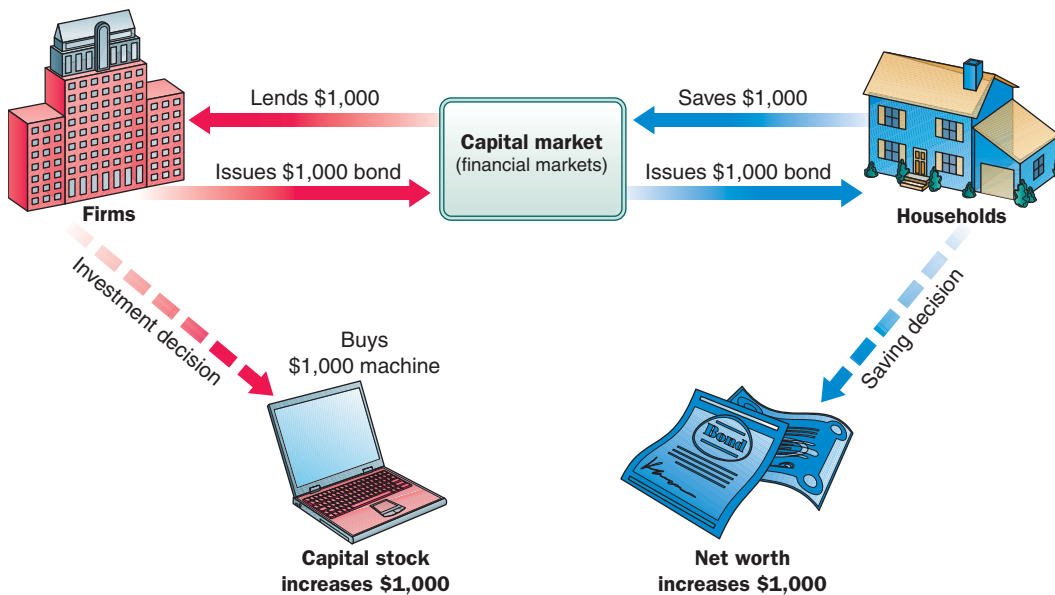 Lends $1,000
Saves $1,000
Capital market
(financial markets)
Issues $1,000 bond
Issues $1,000 bond
Firms
Households
Investment decision
Saving decision
Buys
$1,000 machine
Bond
Capital stock
increases $1,000
Net worth
increases $1,000